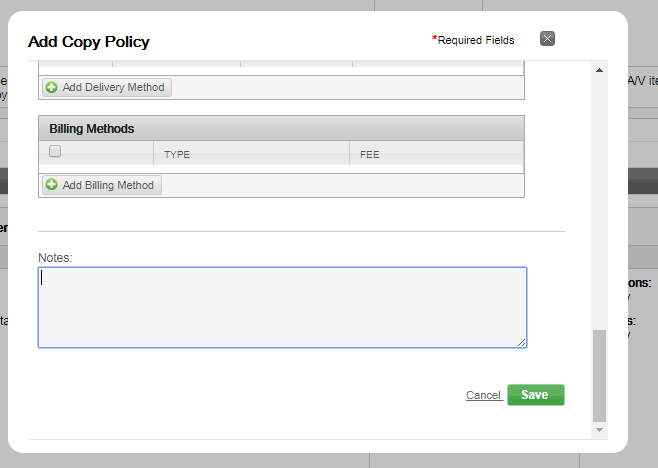 Add Copy Policy
*Required Fields
Add Delivery Method
A/V ite
Billing Methods
TYPE
FEE
Add Billing Method
Notes:
ons:
s:
Cancel
Save